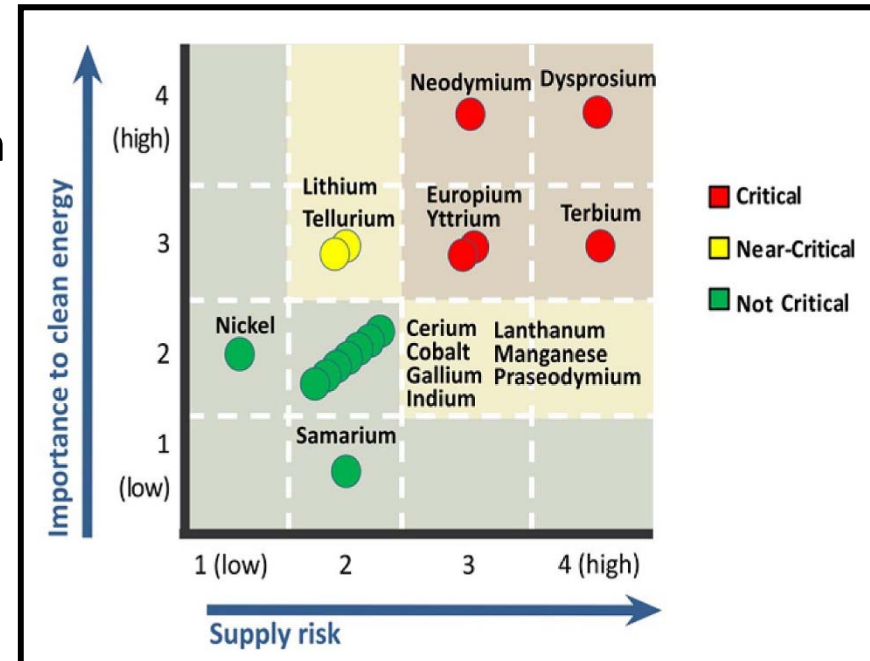 n
Importance to clean energy
4
(high)
3
2
1
(low)
Neodymium
Dysprosium
Lithium
Tellurium
Europium
Yttrium
Terbium
Nickel
Cerium
Cobalt
Gallium
Indium
Lanthanum
Manganese
Praseodymium
Samarium
1 (low)
2
3
4 (high)
Supply risk
Critical
Near-Critical
Not Critical